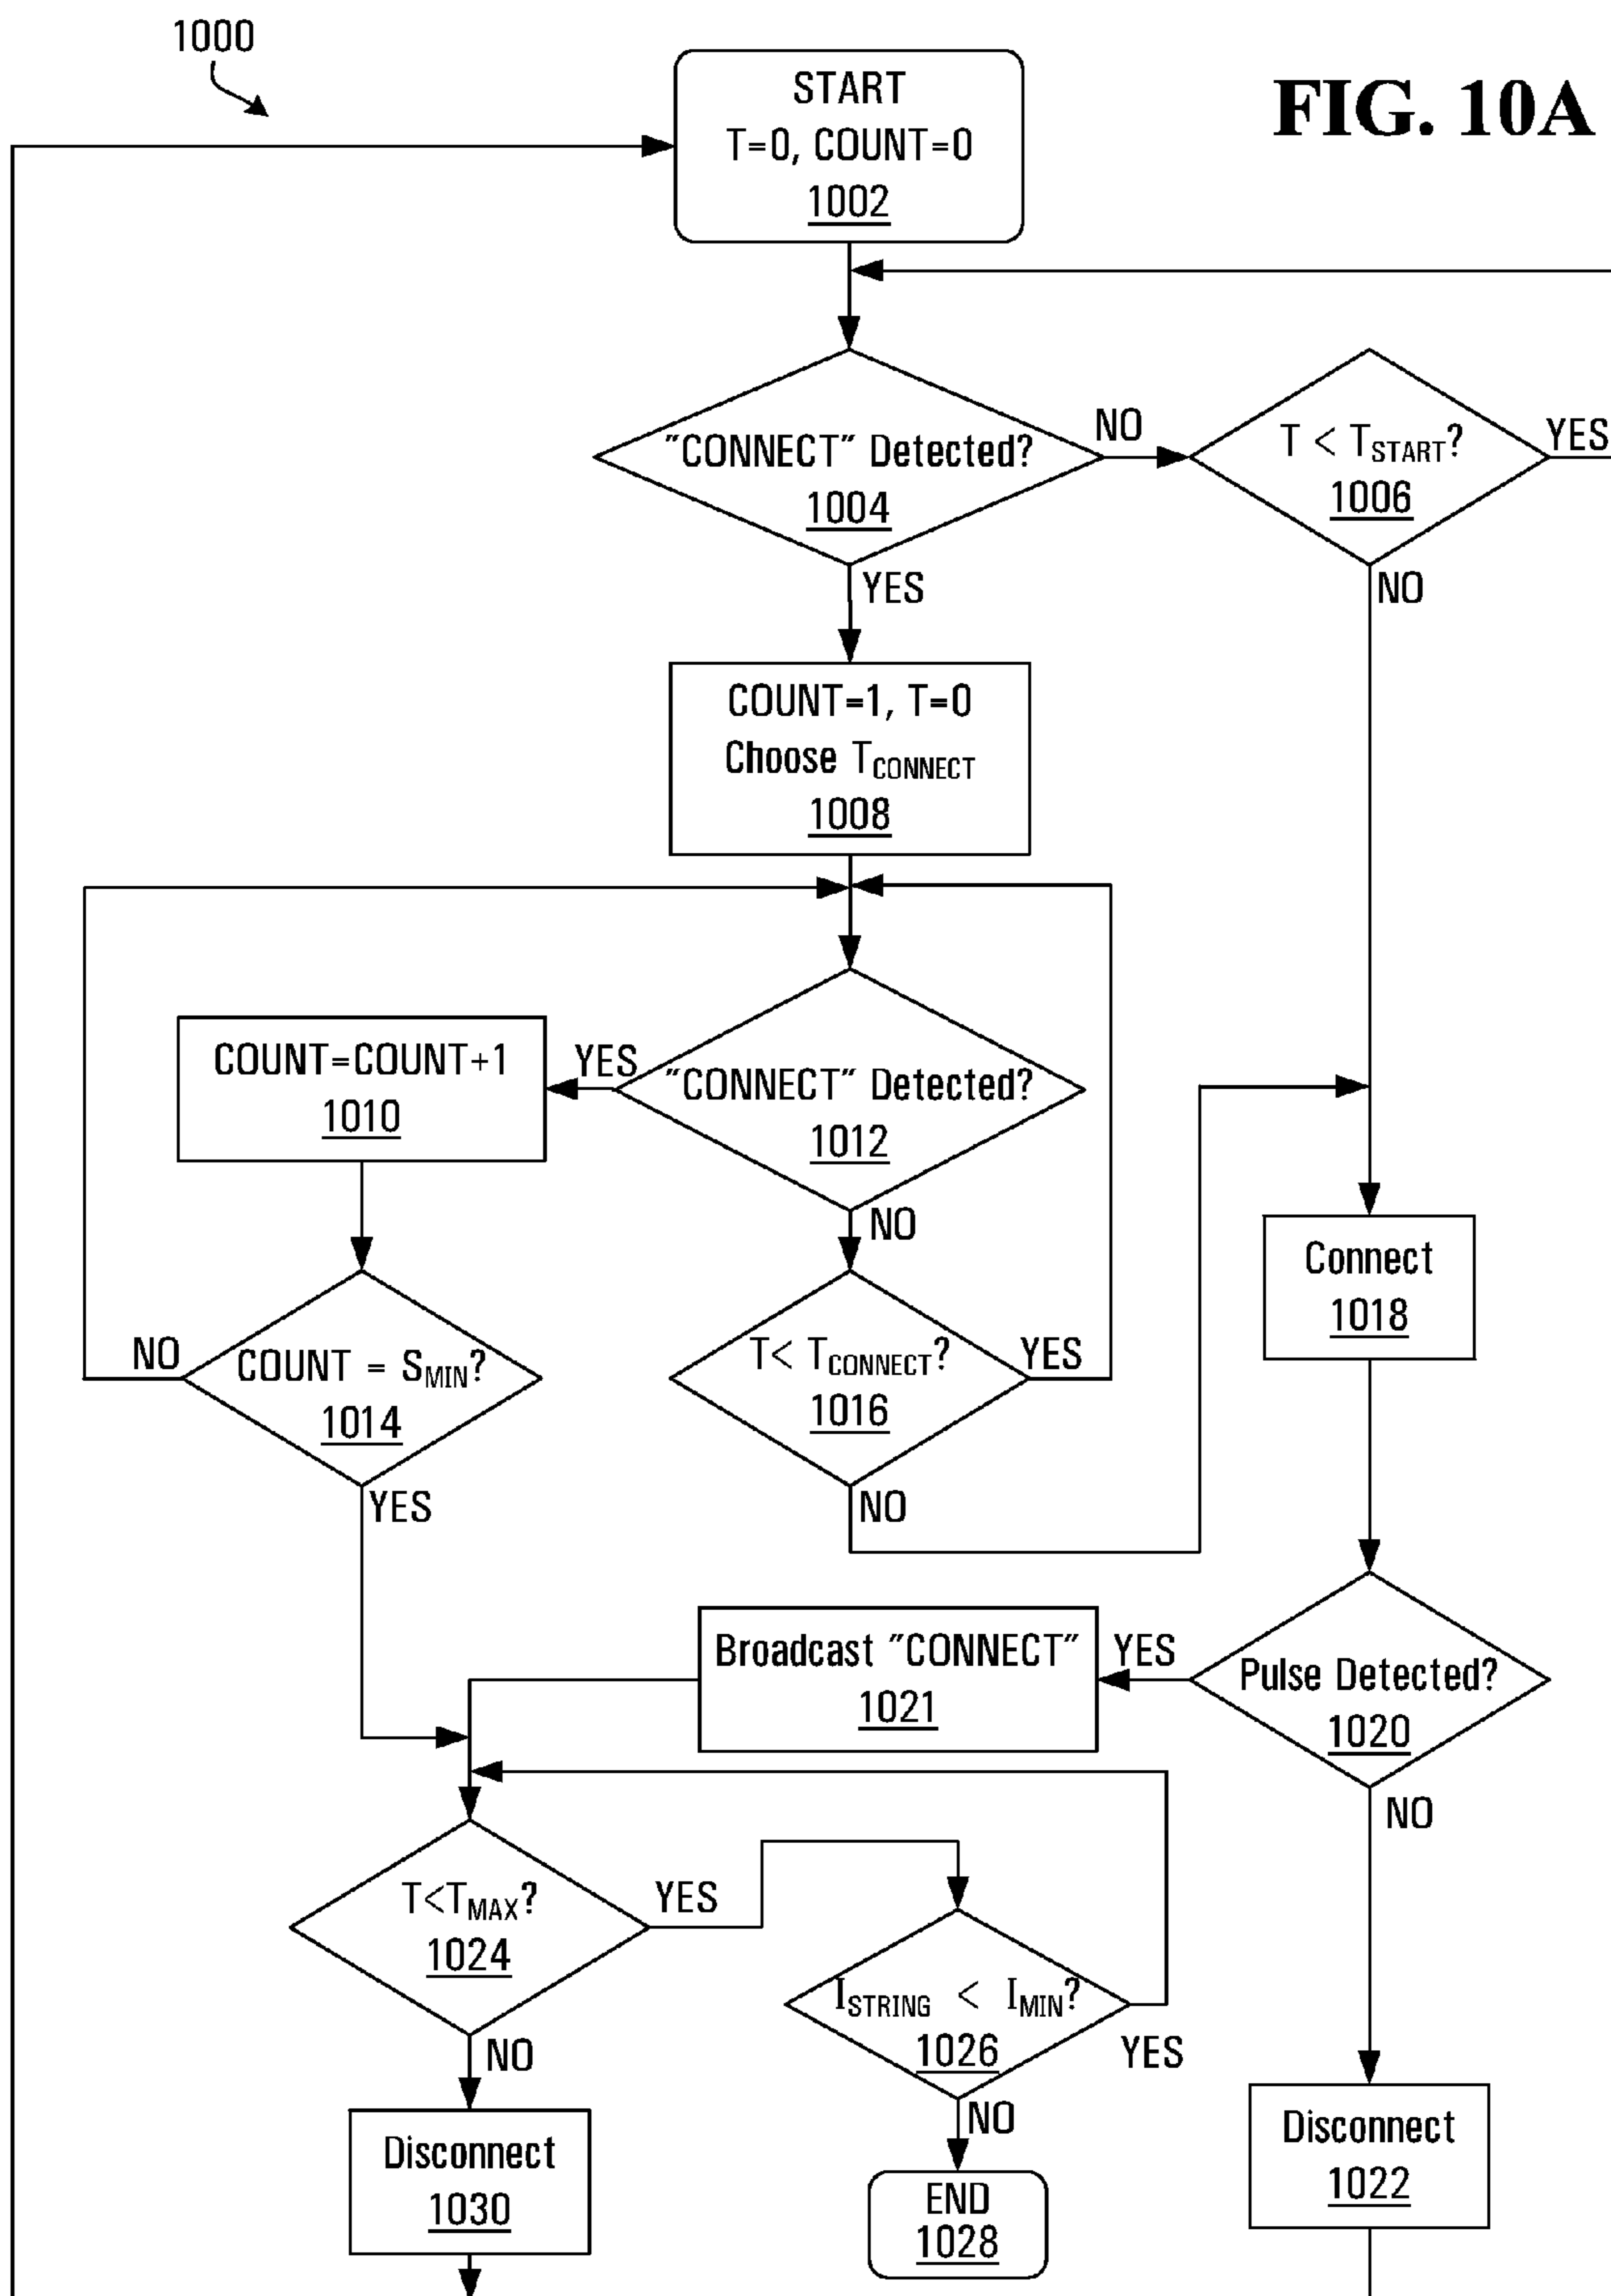 1000
FIG. 10A
START
T=0, COUNT=0
1002
"CONNECT" Detected?
1004
NO
T < TSTART?
1006
YES
NO
YES
COUNT=1, T=0
Choose TCONNECT
1008
COUNT=COUNT+1
1010
YES
"CONNECT" Detected?
1012
NO
Connect
1018
NO
COUNT = SMIN?
1014
YES
T< TCONNECT?
1016
YES
NO
Broadcast "CONNECT"
1021
YES
Pulse Detected?
1020
NO
T<TMAX?
1024
YES
NO
ISTRING < IMIN?
1026
YES
NO
Disconnect
1030
END
1028
Disconnect
1022